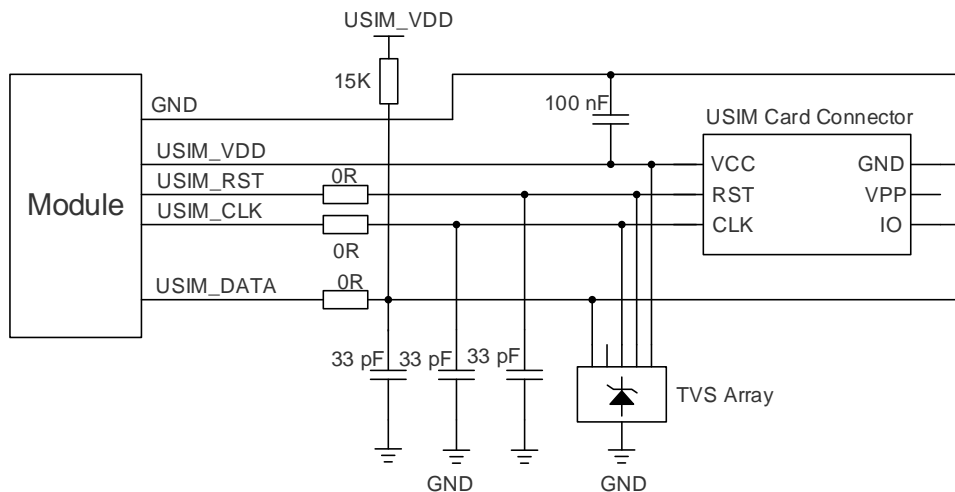 USIM_VDD
15K
GND
100 nF
USIM Card Connector
USIM_VDD
VCC
GND
USIM_RST
0R
RST
VPP
Module
USIM_CLK
CLK
IO
0R
USIM_DATA
0R
33 pF
33 pF
33 pF
TVS Array
GND
GND